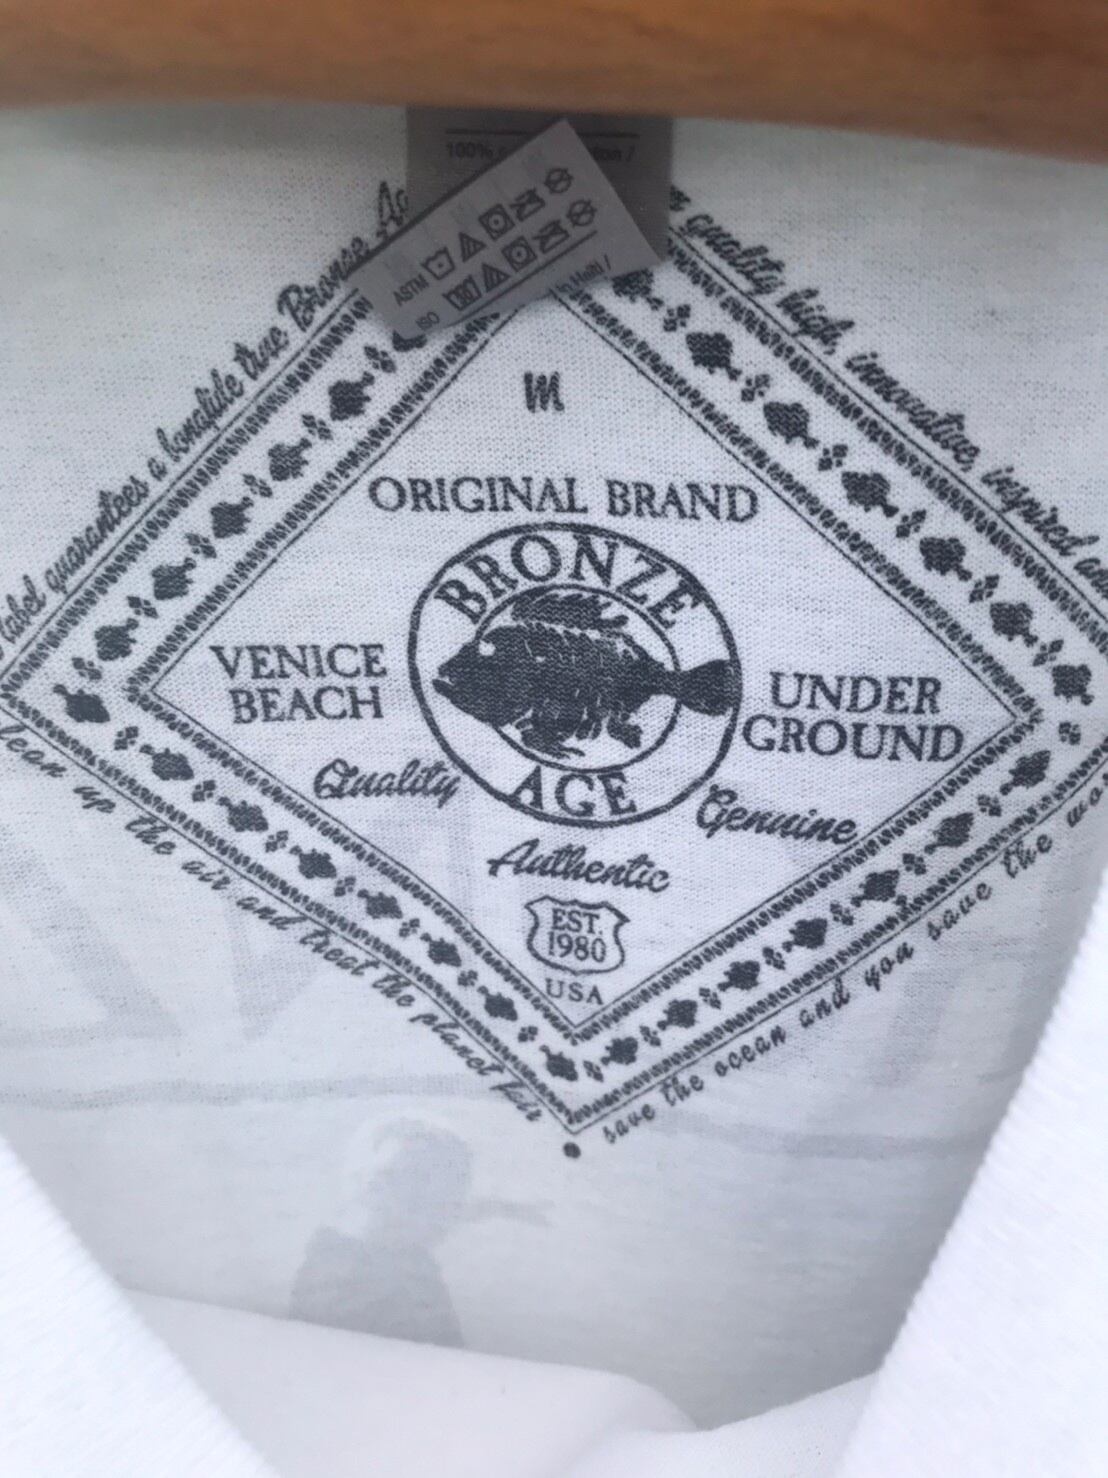 100%
ASTM
ISO
label guarantees a bonafide true Bronze
quality high, innovative, inspired
M
ORIGINAL BRAND
BRONZE
AGE
VENICE
BEACH
UNDER
GROUND
Quality
Genuine
Authentic
EST.
1980
USA
up the air and treat the planet fair
save the ocean and you save the